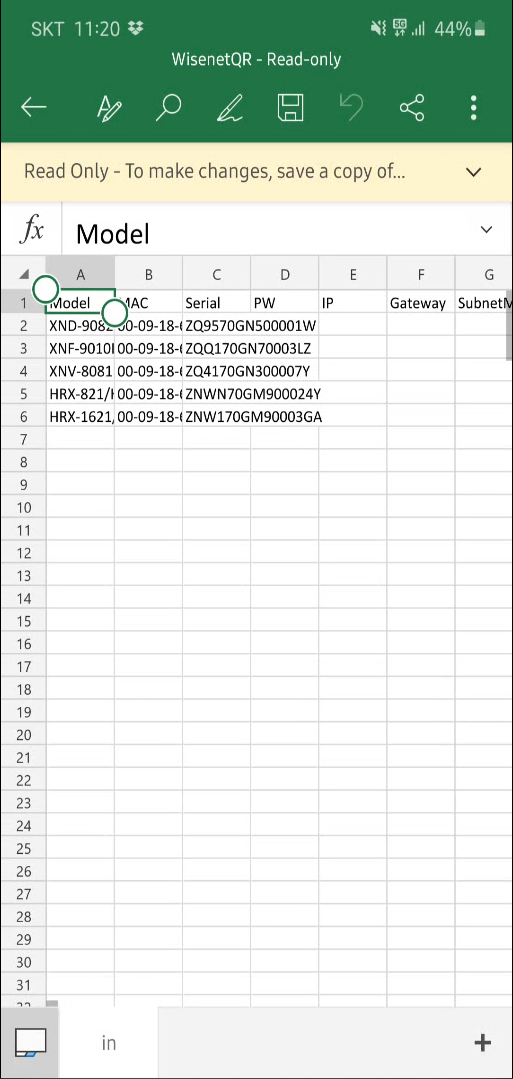 SKT 11:20 5G 44%
WisenetQR - Read-only
Read Only - To make changes, save a copy of...
fx Model
A B C D E F G
1 Model MAC Serial PW IP Gateway SubnetM
2 XND-908 00-09-18- ZQ9570GN500001W
3 XNF-9010 00-09-18- ZQQ170GN70003LZ
4 XNV-8081 00-09-18- ZQ4170GN300007Y
5 HRX-821/ 00-09-18- ZNWN70GM900024Y
6 HRX-1621, 00-09-18- ZNW170GM90003GA
7
8
9
10
11
12
13
14
15
16
17
18
19
20
21
22
23
24
25
26
27
28
29
30
31
in